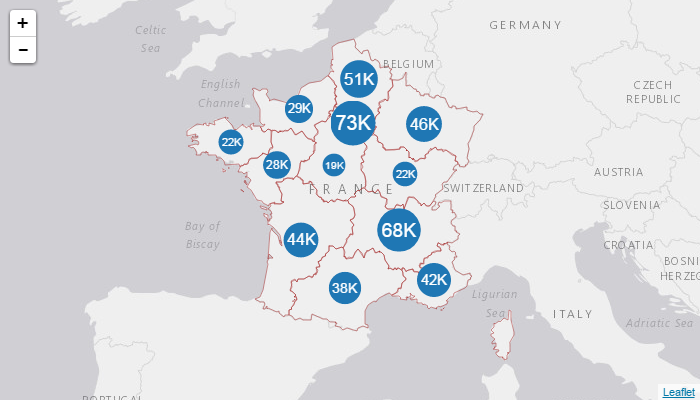 +
−
GERMANY
Celtic
Sea
BELGIUM
51K
English
Channel
CZECH
REPUBLIC
29K
73K
46K
22K
28K
19K
22K
AUSTRIA
FRANCE
SWITZERLAND
SLOVENIA
Bay of
Biscay
44K
68K
CROATIA
BOSNI
HERZEG
38K
42K
Ligurian
Sea
ITALY
Adriatic Sea
PORTUGAL
Leaflet